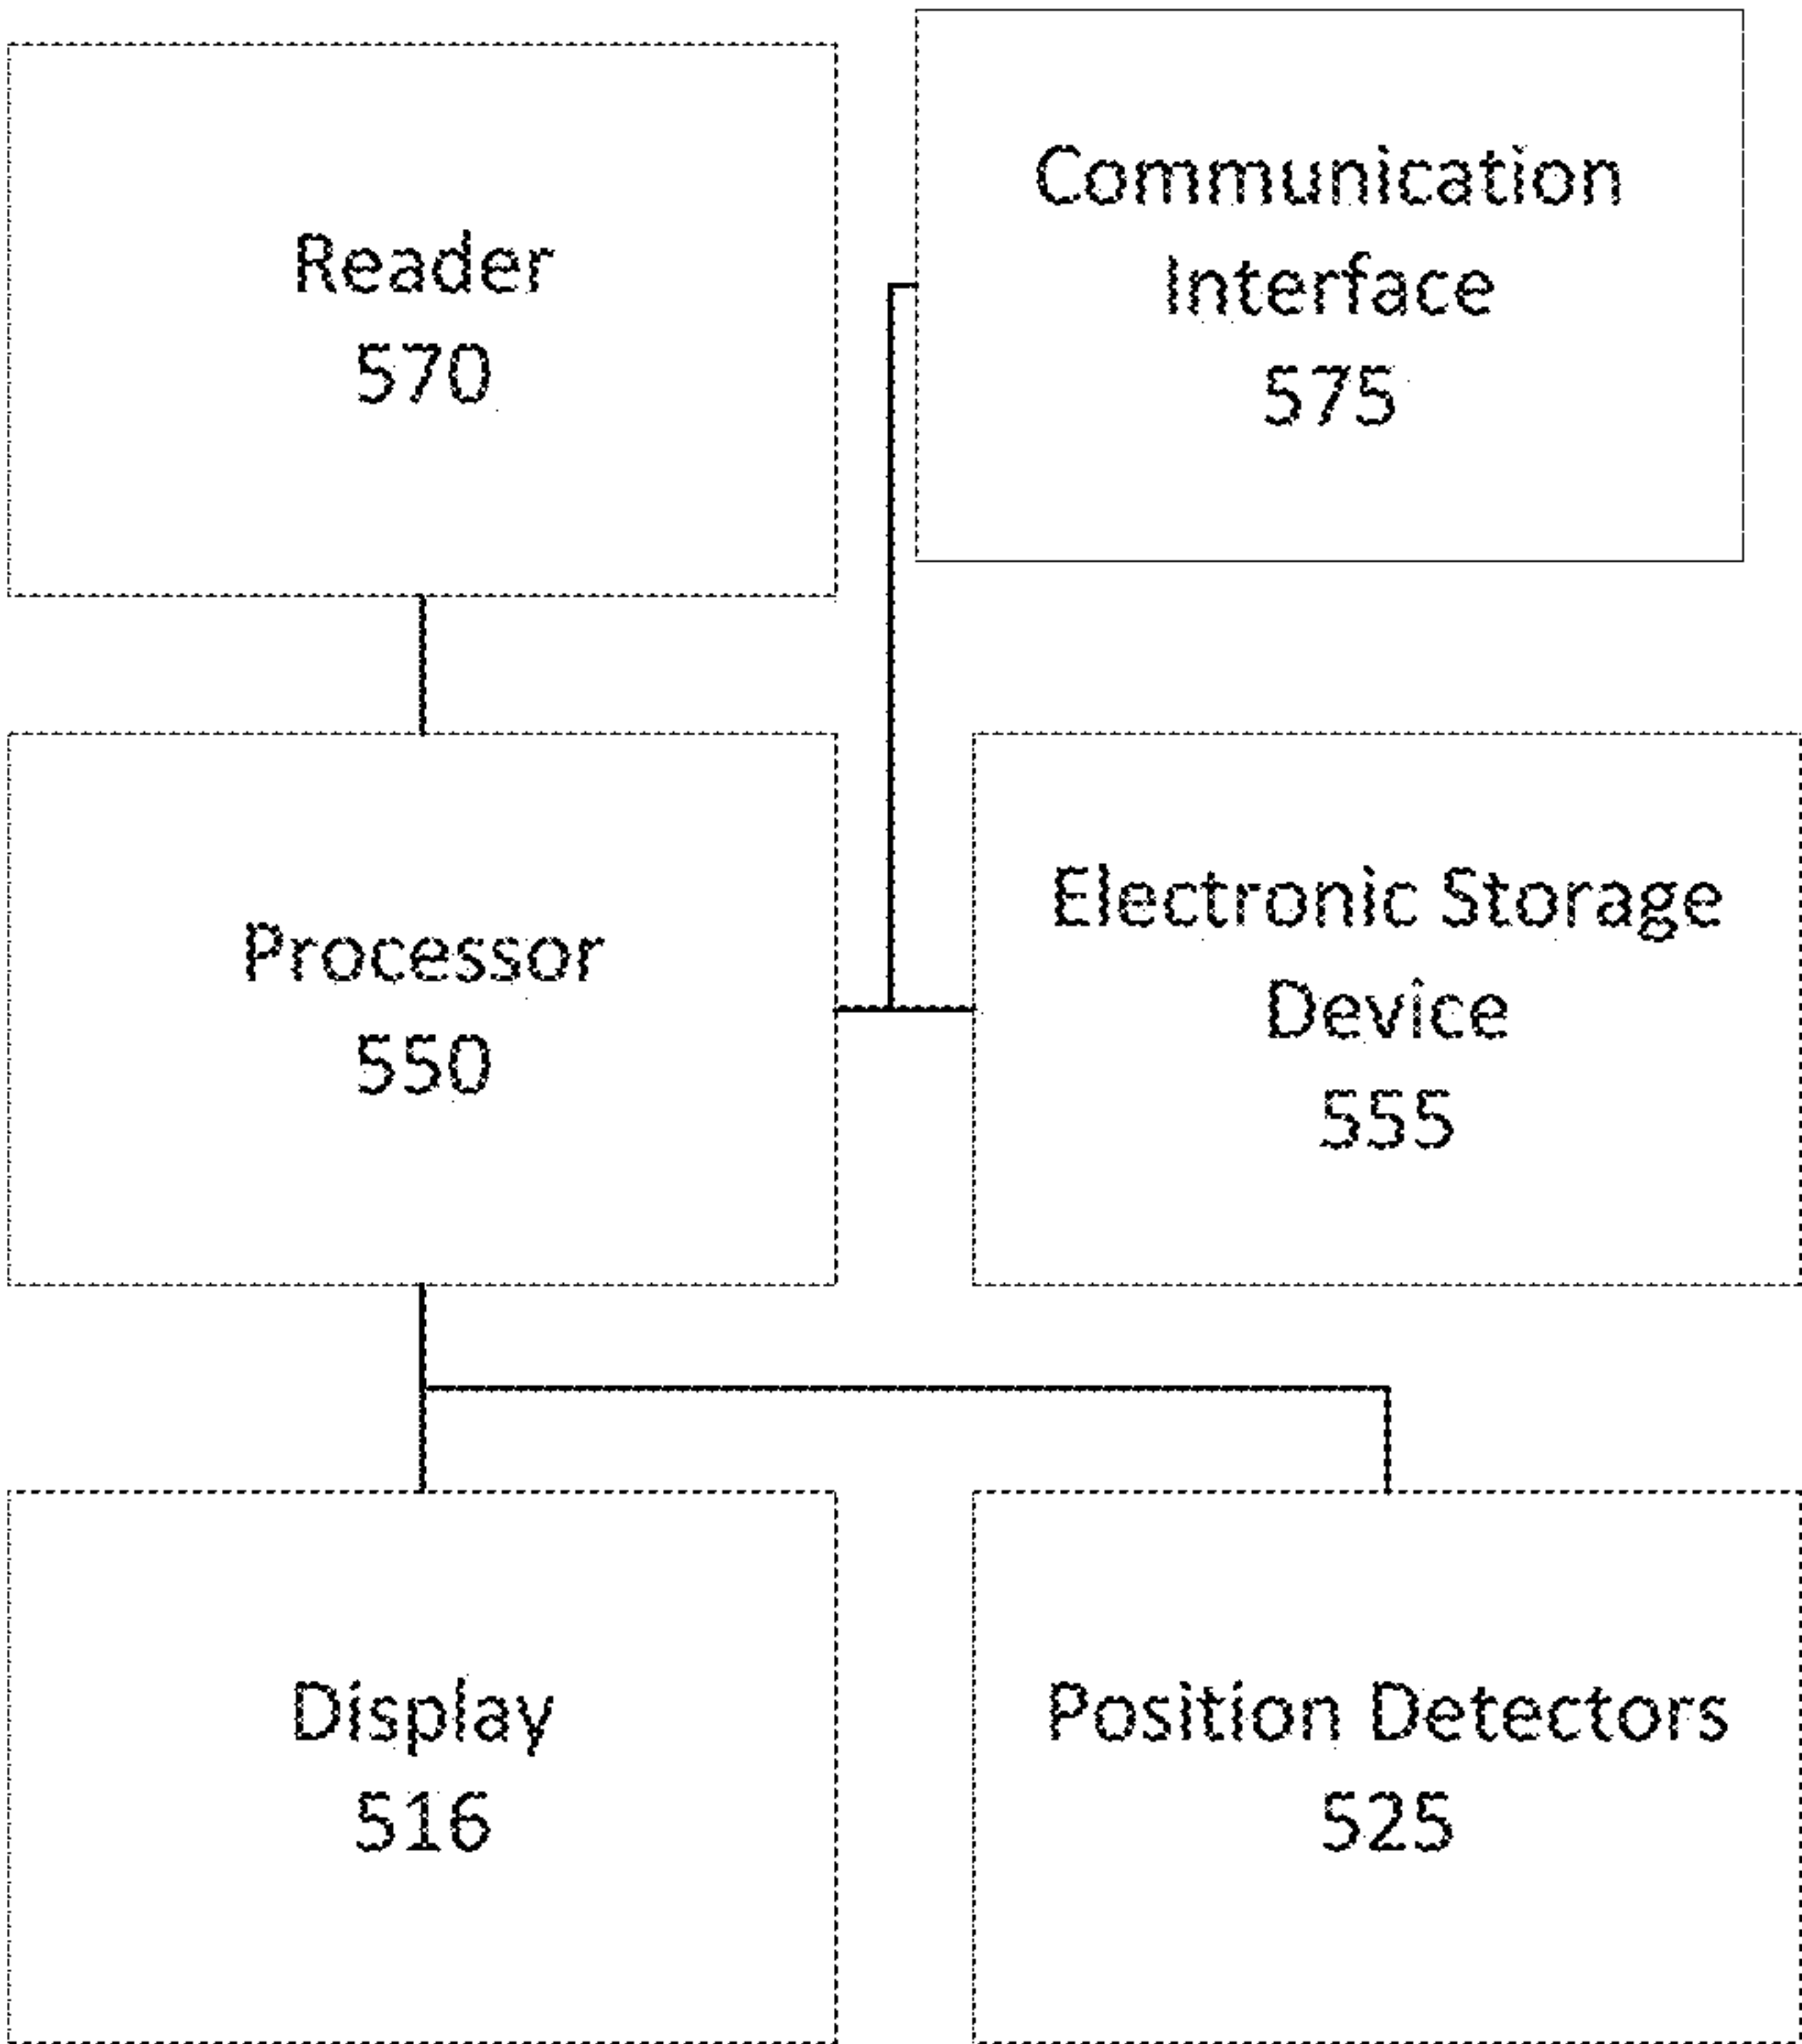 Reader
570
Communication
Interface
575
Processor
550
Electronic Storage
Device
555
Display
516
Position Detectors
525